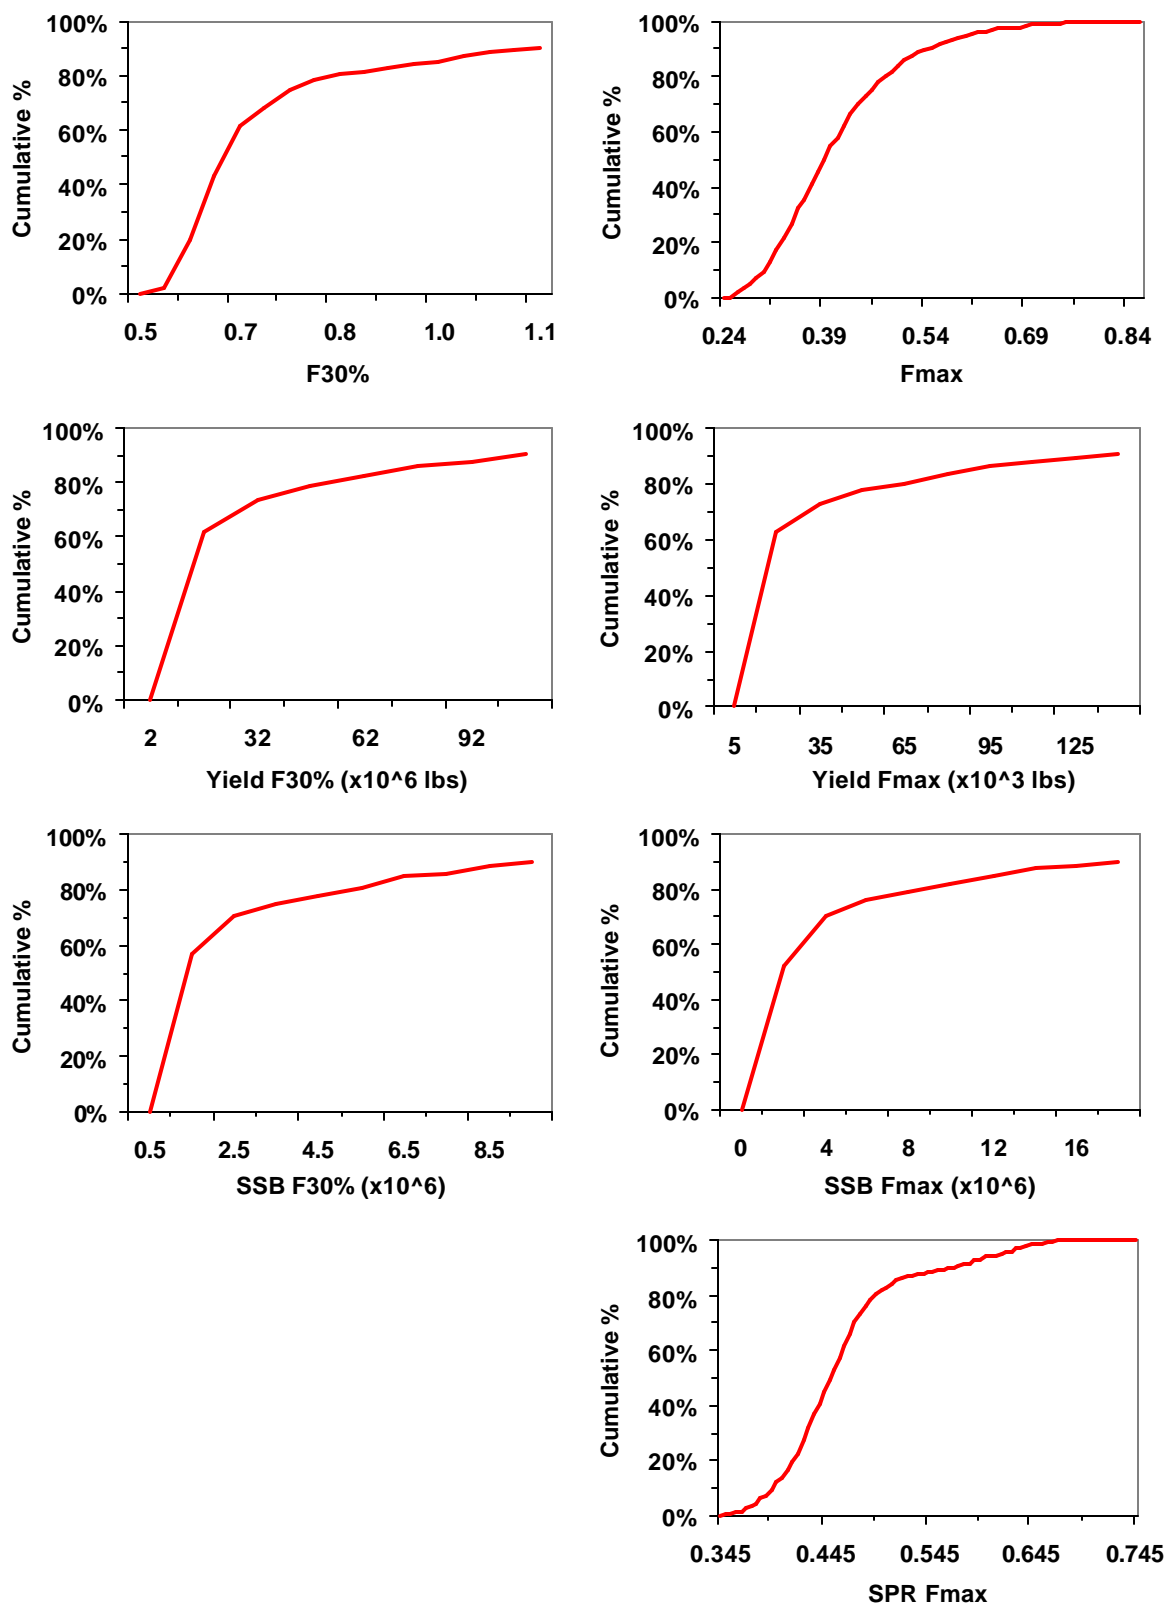 100%
80%
60%
40%
20%
0%
Cumulative %
0.5 0.7 0.8 1.0 1.1
F30%
100%
80%
60%
40%
20%
0%
Cumulative %
0.24 0.39 0.54 0.69 0.84
Fmax
100%
80%
60%
40%
20%
0%
Cumulative %
2 32 62 92
Yield F30% (x10^6 lbs)
100%
80%
60%
40%
20%
0%
Cumulative %
5 35 65 95 125
Yield Fmax (x10^3 lbs)
100%
80%
60%
40%
20%
0%
Cumulative %
0.5 2.5 4.5 6.5 8.5
SSB F30% (x10^6)
100%
80%
60%
40%
20%
0%
Cumulative %
0 4 8 12 16
SSB Fmax (x10^6)
100%
80%
60%
40%
20%
0%
Cumulative %
0.345 0.445 0.545 0.645 0.745
SPR Fmax